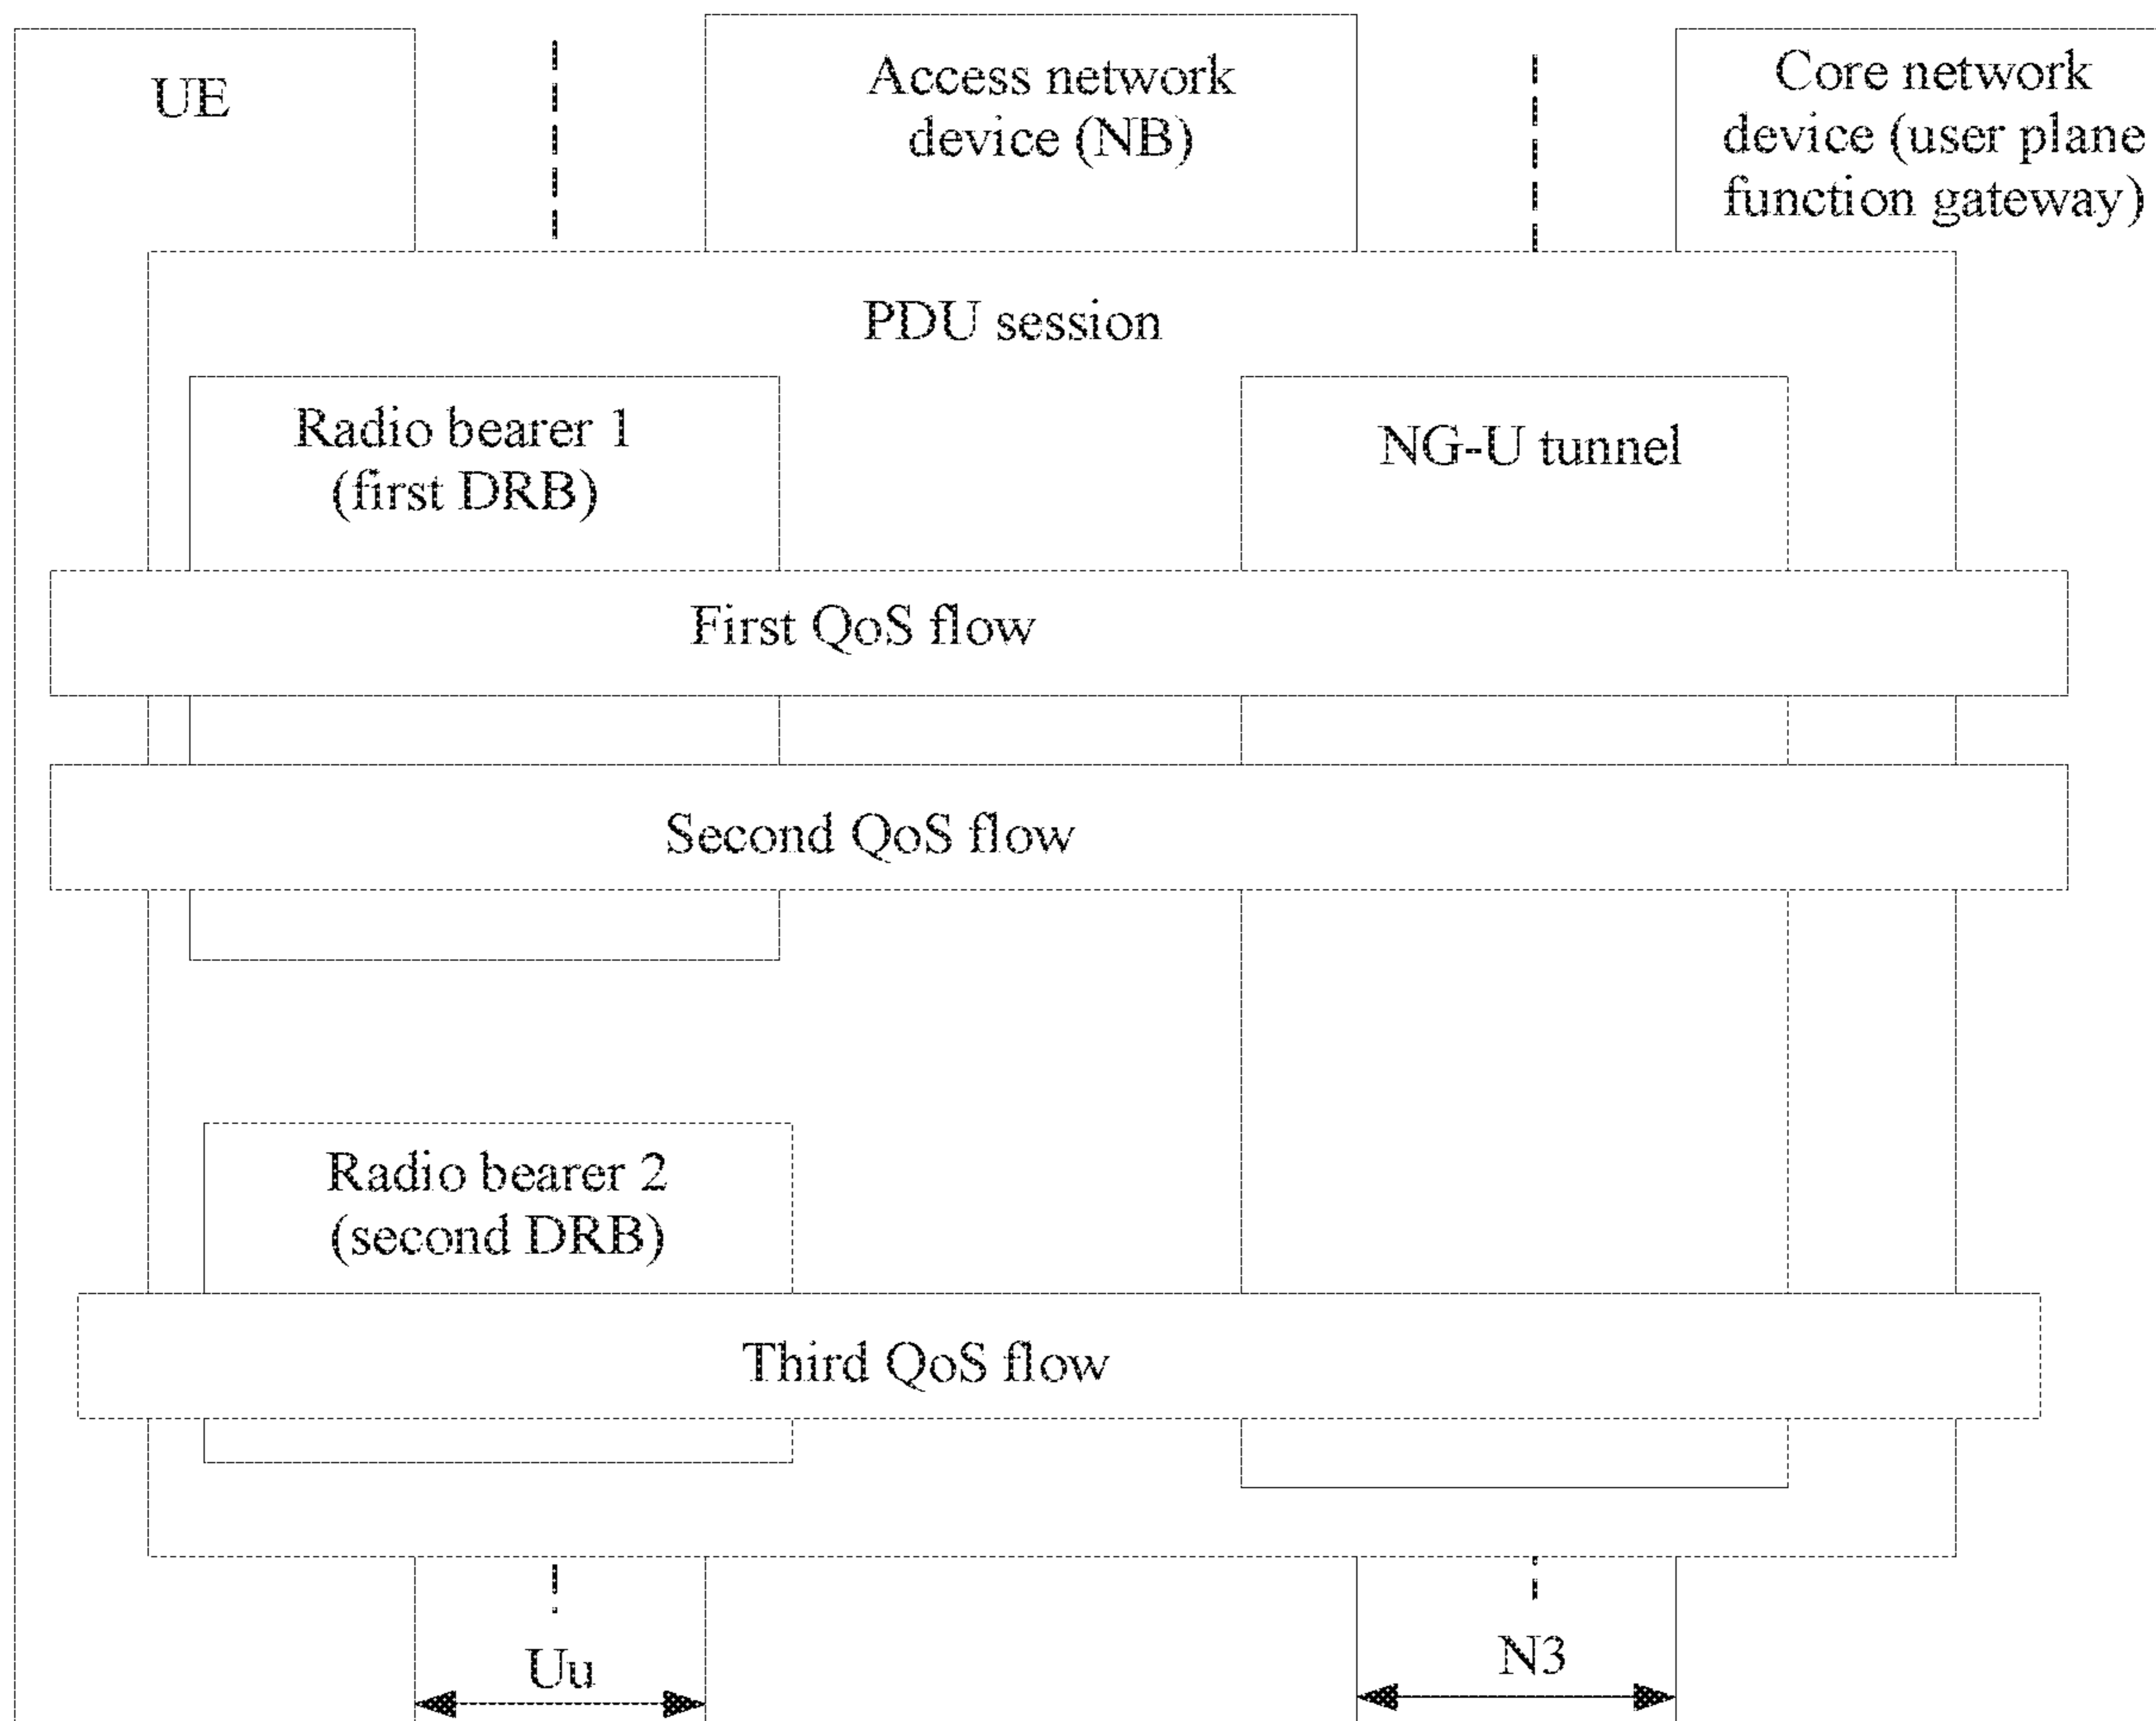 UE
Access network
device (NB)
Core network
device (user plane
function gateway)
PDU session
Radio bearer 1
(first DRB)
NG-U tunnel
First QoS flow
Second QoS flow
Radio bearer 2
(second DRB)
Third QoS flow
Uu
N3